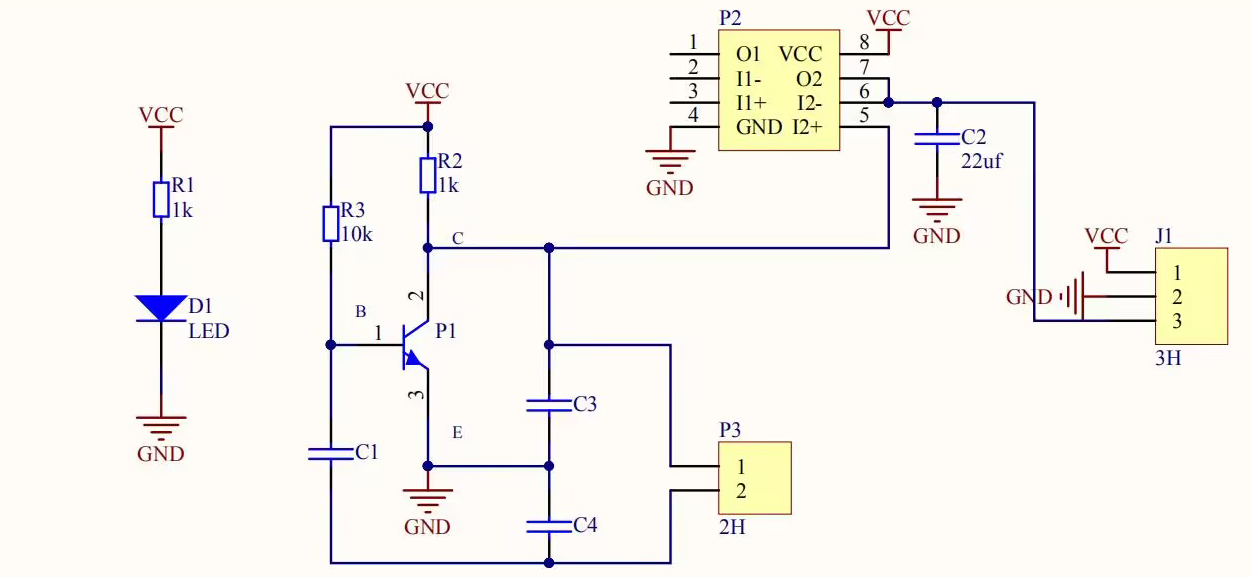 VCC
R1
1k
D1
LED
GND
VCC
R2
1k
R3
10k
C
2
B
1
P1
3
E
C1
GND
C3
C4
P3
1
2
2H
P2
1 O1 VCC 8
2 I1- O2 7
3 I1+ I2- 6
4 GND I2+ 5
VCC
GND
C2
22uf
GND
VCC
J1
1
GND 2
3
3H